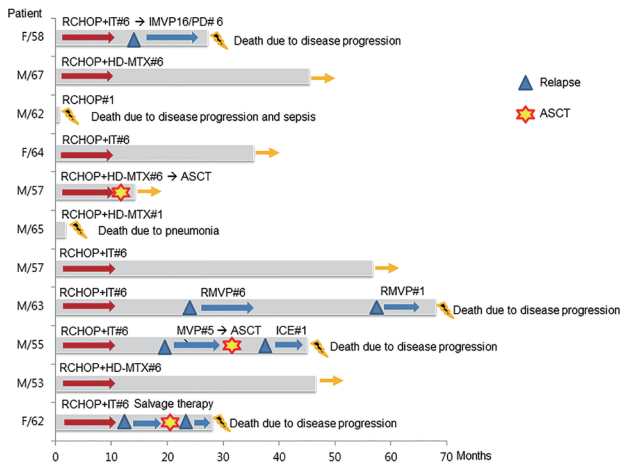 Patient
RCHOP+IT#6 → IMVP16/PD# 6
F/58
Death due to disease progression
RCHOP+HD-MTX#6
M/67
Relapse
RCHOP#1
M/62
Death due to disease progression and sepsis
ASCT
RCHOP+IT#6
F/64
RCHOP+HD-MTX#6 → ASCT
M/57
RCHOP+HD-MTX#1
M/65
Death due to pneumonia
RCHOP+IT#6
M/57
RCHOP+IT#6 RMVP#6 RMVP#1
M/63
Death due to disease progression
RCHOP+IT#6 MVP#5 → ASCT ICE#1
M/55
Death due to disease progression
RCHOP+HD-MTX#6
M/53
RCHOP+IT#6 Salvage therapy
F/62
Death due to disease progression
0 10 20 30 40 50 60 70 Months